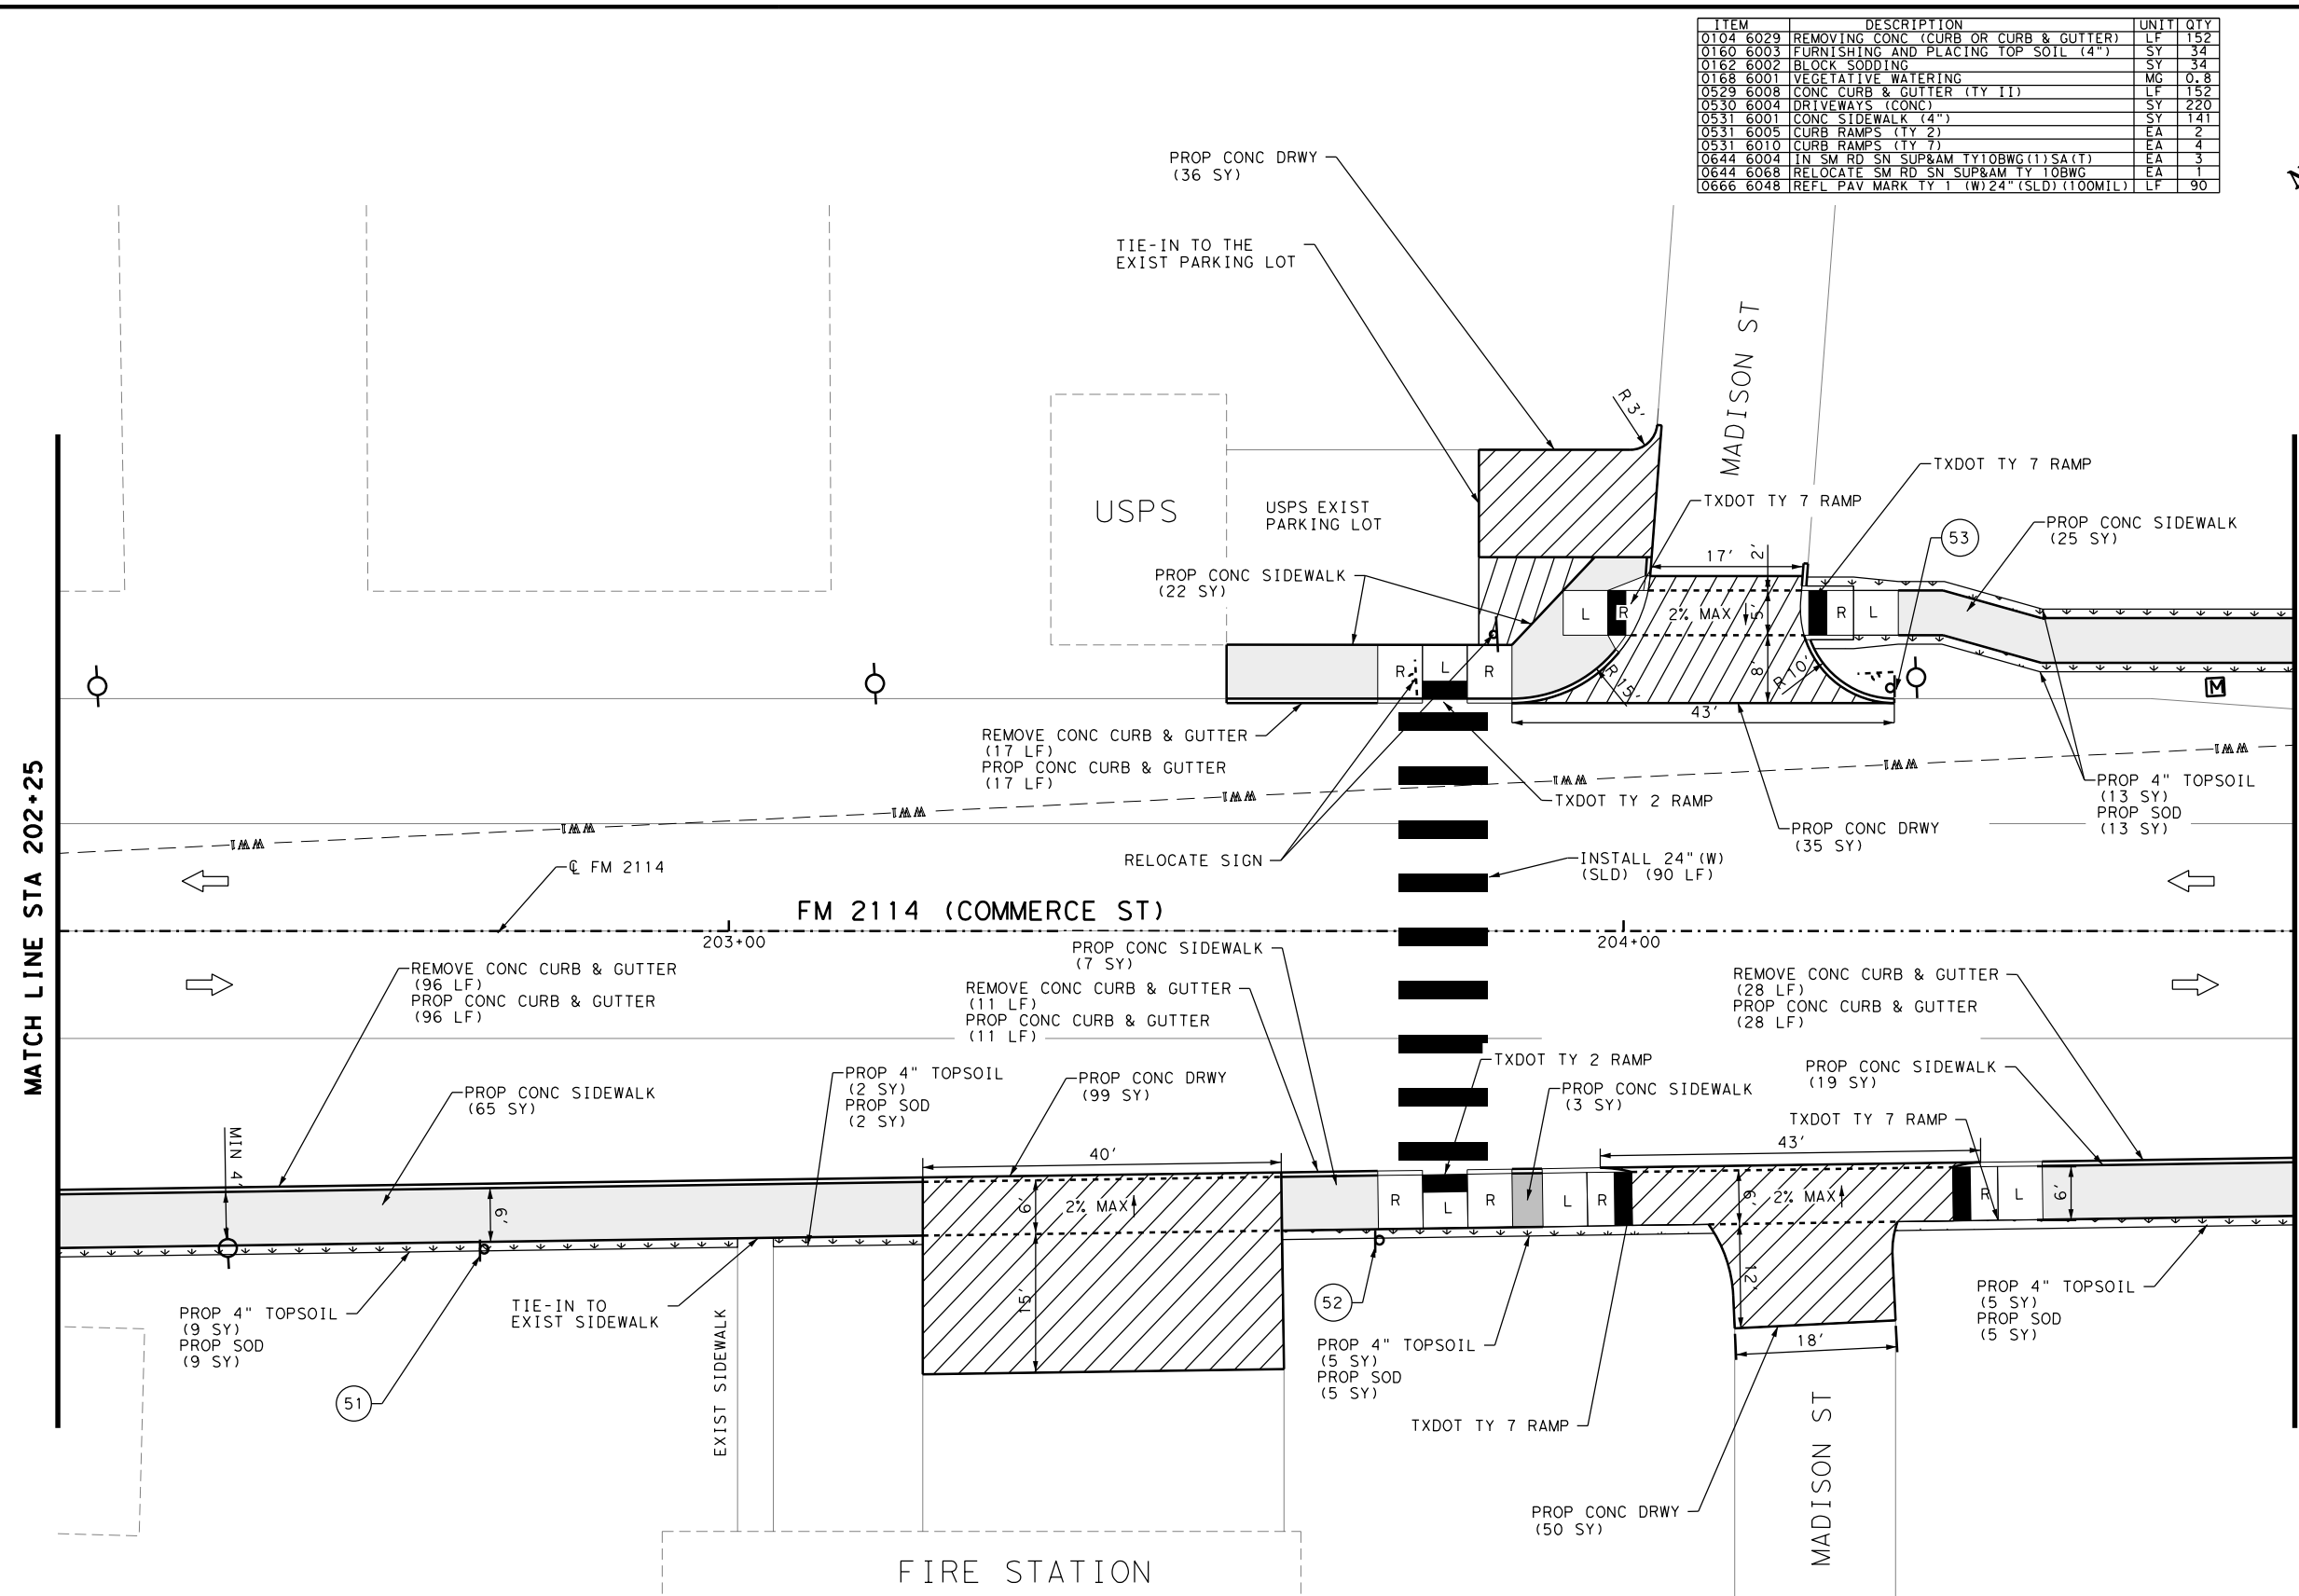 ITEM DESCRIPTION UNIT QTY
0104 6029 REMOVING CONC (CURB OR CURB & GUTTER) LF 152
0160 6003 FURNISHING AND PLACING TOP SOIL (4") SY 34
0162 6002 BLOCK SODDING SY 34
0168 6001 VEGETATIVE WATERING MG 0.8
0529 6008 CONC CURB & GUTTER (TY II) LF 152
0530 6004 DRIVEWAYS (CONC) SY 220
0531 6001 CONC SIDEWALK (4") SY 141
0531 6005 CURB RAMPS (TY 2) EA 2
0531 6010 CURB RAMPS (TY 7) EA 4
0644 6004 IN SM RD SN SUP&AM TY10BWG(1)SA(T) EA 3
0644 6068 RELOCATE SM RD SN SUP&AM TY 10BWG EA 1
0666 6048 REFL PAV MARK TY 1 (W)24"(SLD)(100MIL) LF 90
PROP CONC DRWY
(36 SY)
TIE-IN TO THE
EXIST PARKING LOT
MADISON ST
R 3'
TXDOT TY 7 RAMP
TXDOT TY 7 RAMP
USPS
USPS EXIST
PARKING LOT
53
PROP CONC SIDEWALK
(25 SY)
17'
2'
PROP CONC SIDEWALK
(22 SY)
L
R
2% MAX
5'
R
L
R
L
R
R 15'
8'
R 10'
M
43'
REMOVE CONC CURB & GUTTER
(17 LF)
PROP CONC CURB & GUTTER
(17 LF)
TXDOT TY 2 RAMP
PROP 4" TOPSOIL
(13 SY)
PROP SOD
(13 SY)
PROP CONC DRWY
(35 SY)
RELOCATE SIGN
INSTALL 24"(W)
(SLD) (90 LF)
MATCH LINE STA 202+25
℄ FM 2114
FM 2114 (COMMERCE ST)
203+00
204+00
REMOVE CONC CURB & GUTTER
(96 LF)
PROP CONC CURB & GUTTER
(96 LF)
PROP CONC SIDEWALK
(7 SY)
REMOVE CONC CURB & GUTTER
(11 LF)
PROP CONC CURB & GUTTER
(11 LF)
REMOVE CONC CURB & GUTTER
(28 LF)
PROP CONC CURB & GUTTER
(28 LF)
PROP CONC SIDEWALK
(65 SY)
PROP 4" TOPSOIL
(2 SY)
PROP SOD
(2 SY)
PROP CONC DRWY
(99 SY)
TXDOT TY 2 RAMP
PROP CONC SIDEWALK
(3 SY)
PROP CONC SIDEWALK
(19 SY)
TXDOT TY 7 RAMP
MIN 4'
40'
43'
6'
6'
2% MAX
R
L
R
L
R
6'
2% MAX
R
L
6'
15'
12'
PROP 4" TOPSOIL
(9 SY)
PROP SOD
(9 SY)
TIE-IN TO
EXIST SIDEWALK
51
EXIST SIDEWALK
52
PROP 4" TOPSOIL
(5 SY)
PROP SOD
(5 SY)
TXDOT TY 7 RAMP
18'
PROP 4" TOPSOIL
(5 SY)
PROP SOD
(5 SY)
PROP CONC DRWY
(50 SY)
MADISON ST
FIRE STATION